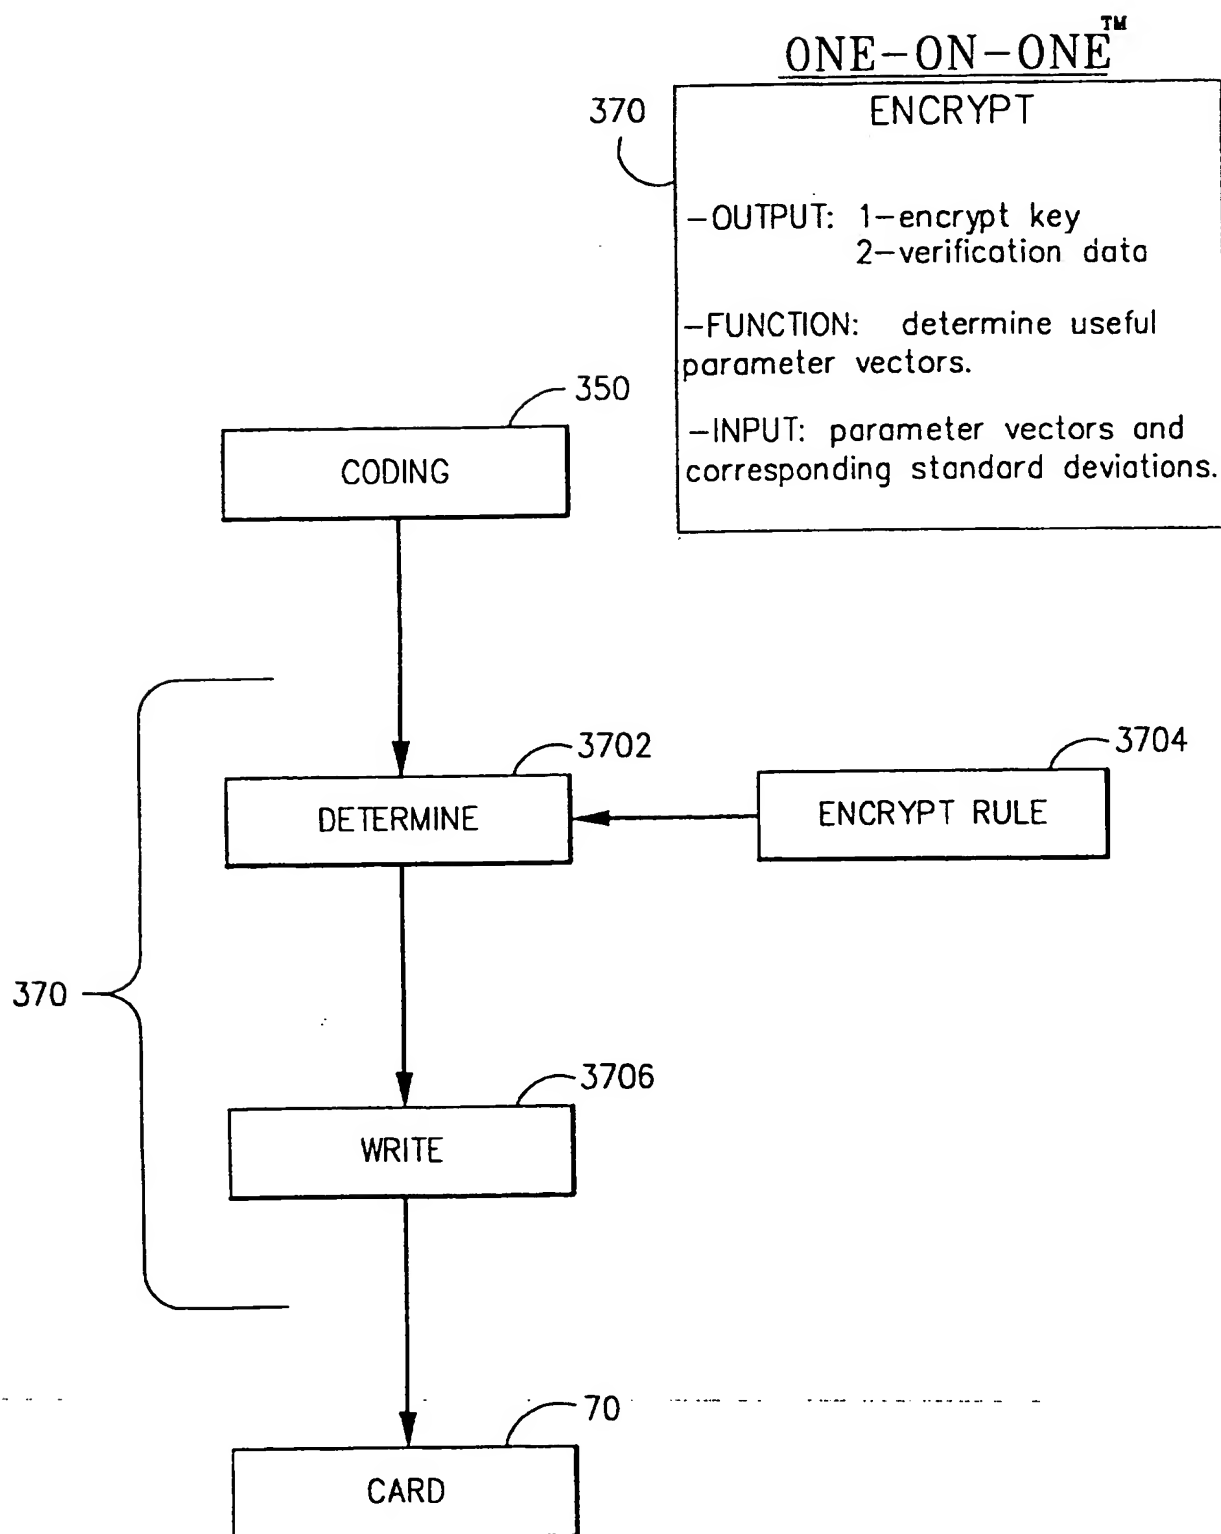 ONE-ON-ONE™
370
ENCRYPT
-OUTPUT: 1-encrypt key
2-verification data
-FUNCTION: determine useful
parameter vectors.
-INPUT: parameter vectors and
corresponding standard deviations.
350
CODING
3702
DETERMINE
3704
ENCRYPT RULE
370
3706
WRITE
70
CARD